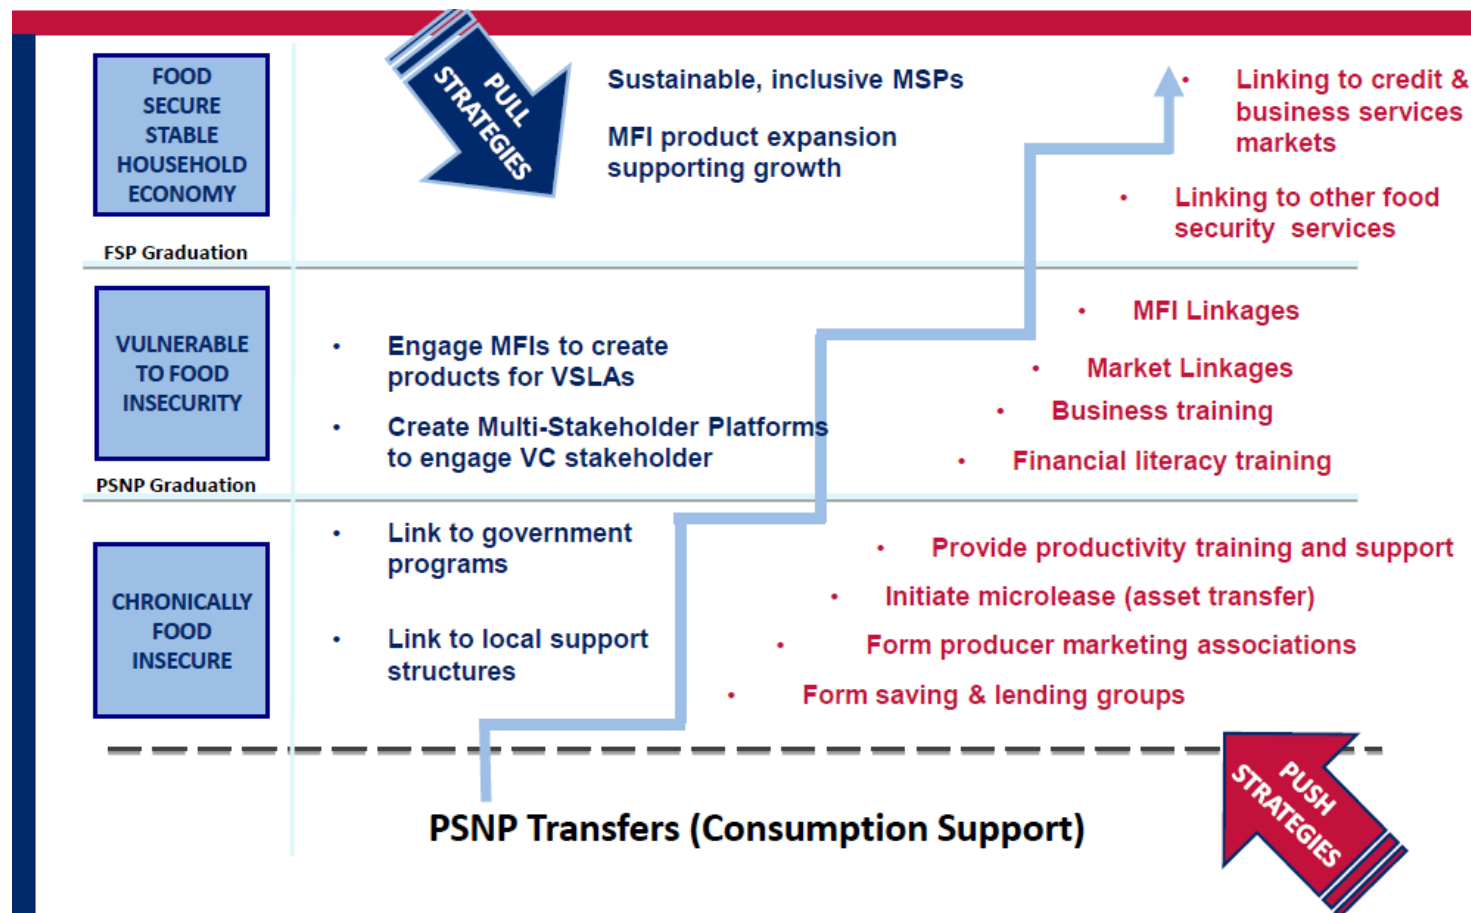 FOOD
SECURE
STABLE
HOUSEHOLD
ECONOMY
FSP Graduation
PULL
STRATEGIES
Sustainable, inclusive MSPs
MFI product expansion
supporting growth
• Linking to credit &
business services
markets
• Linking to other food
security services
VULNERABLE
TO FOOD
INSECURITY
PSNP Graduation
• Engage MFIs to create
products for VSLAs
• Create Multi-Stakeholder Platforms
to engage VC stakeholder
• MFI Linkages
• Market Linkages
• Business training
• Financial literacy training
CHRONICALLY
FOOD
INSECURE
• Link to government
programs
• Link to local support
structures
• Provide productivity training and support
• Initiate microlease (asset transfer)
• Form producer marketing associations
• Form saving & lending groups
PUSH
STRATEGIES
PSNP Transfers (Consumption Support)